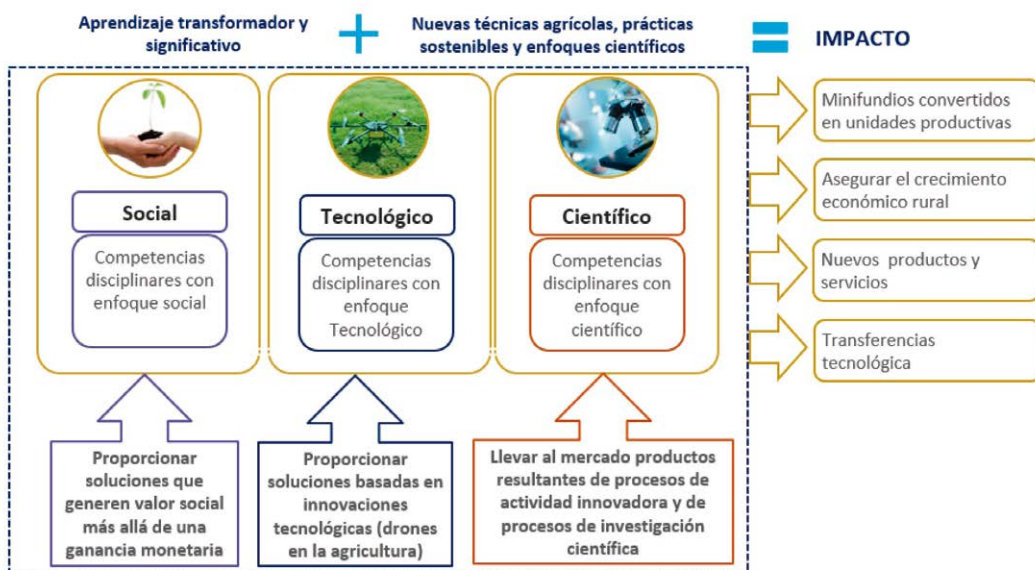 Aprendizaje transformador y
significativo
+
Nuevas técnicas agrícolas, prácticas
sostenibles y enfoques científicos
=
IMPACTO
Social
Competencias
disciplinares con
enfoque social
Tecnológico
Competencias
disciplinares con
enfoque
Tecnológico
Científico
Competencias
disciplinares con
enfoque
científico
Minifundios convertidos
en unidades productivas
Asegurar el crecimiento
económico rural
Nuevos productos y
servicios
Transferencias
tecnológica
Proporcionar
soluciones que
generen valor social
más allá de una
ganancia monetaria
Proporcionar
soluciones basadas en
innovaciones
tecnológicas (drones
en la agricultura)
Llevar al mercado productos
resultantes de procesos de
actividad innovadora y de
procesos de investigación
científica